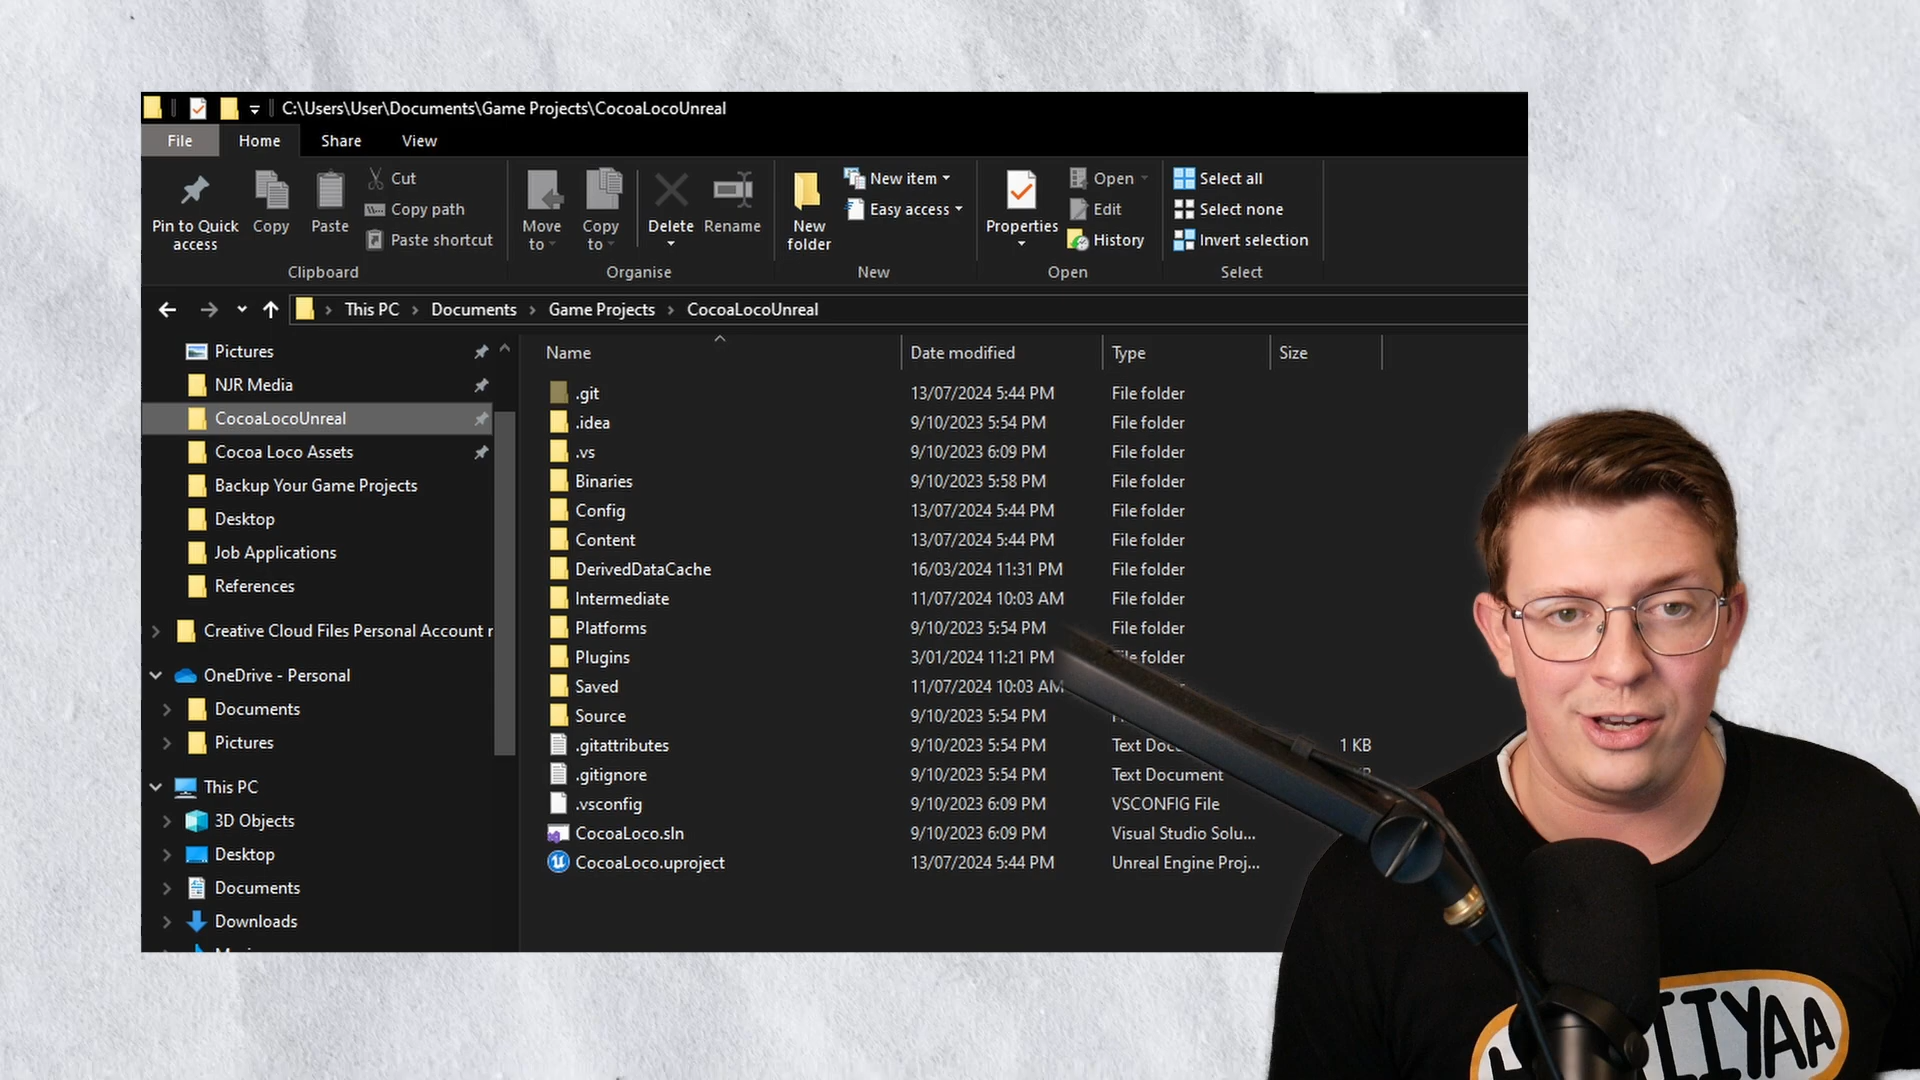 C:\Users\User\Documents\Game Projects\CocoaLocoUnreal
File Home Share View
Pin to Quick access
Copy
Paste
Cut
Copy path
Paste shortcut
Clipboard
Move to
Copy to
Delete
Rename
Organise
New folder
New item
Easy access
New
Properties
Open
Edit
History
Open
Select all
Select none
Invert selection
Select
This PC > Documents > Game Projects > CocoaLocoUnreal
Pictures
NJR Media
CocoaLocoUnreal
Cocoa Loco Assets
Backup Your Game Projects
Desktop
Job Applications
References
Creative Cloud Files Personal Account
OneDrive - Personal
Documents
Pictures
This PC
3D Objects
Desktop
Documents
Downloads
Name Date modified Type Size
.git 13/07/2024 5:44 PM File folder
.idea 9/10/2023 5:54 PM File folder
.vs 9/10/2023 6:09 PM File folder
Binaries 9/10/2023 5:58 PM File folder
Config 13/07/2024 5:44 PM File folder
Content 13/07/2024 5:44 PM File folder
DerivedDataCache 16/03/2024 11:31 PM File folder
Intermediate 11/07/2024 10:03 AM File folder
Platforms 9/10/2023 5:54 PM File folder
Plugins 3/01/2024 11:21 PM File folder
Saved 11/07/2024 10:03 AM
Source 9/10/2023 5:54 PM
.gitattributes 9/10/2023 5:54 PM Text 1 KB
.gitignore 9/10/2023 5:54 PM Text Document
.vsconfig 9/10/2023 6:09 PM VSCONFIG File
CocoaLoco.sln 9/10/2023 6:09 PM Visual Studio Solu...
CocoaLoco.uproject 13/07/2024 5:44 PM Unreal Engine Proj...